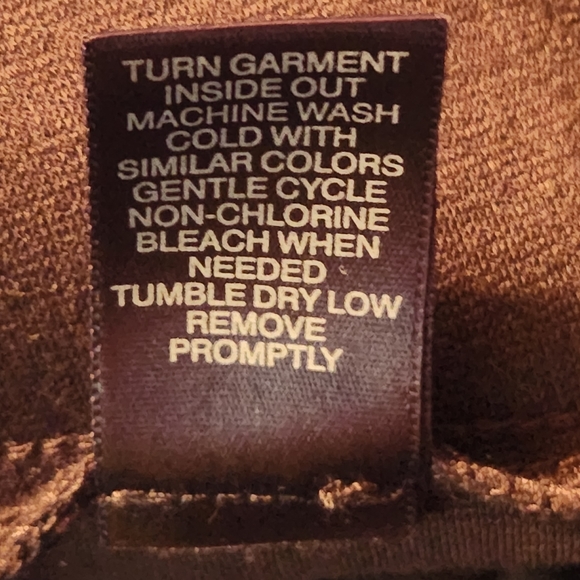 TURN GARMENT
INSIDE OUT
MACHINE WASH
COLD WITH
SIMILAR COLORS
GENTLE CYCLE
NON-CHLORINE
BLEACH WHEN
NEEDED
TUMBLE DRY LOW
REMOVE
PROMPTLY